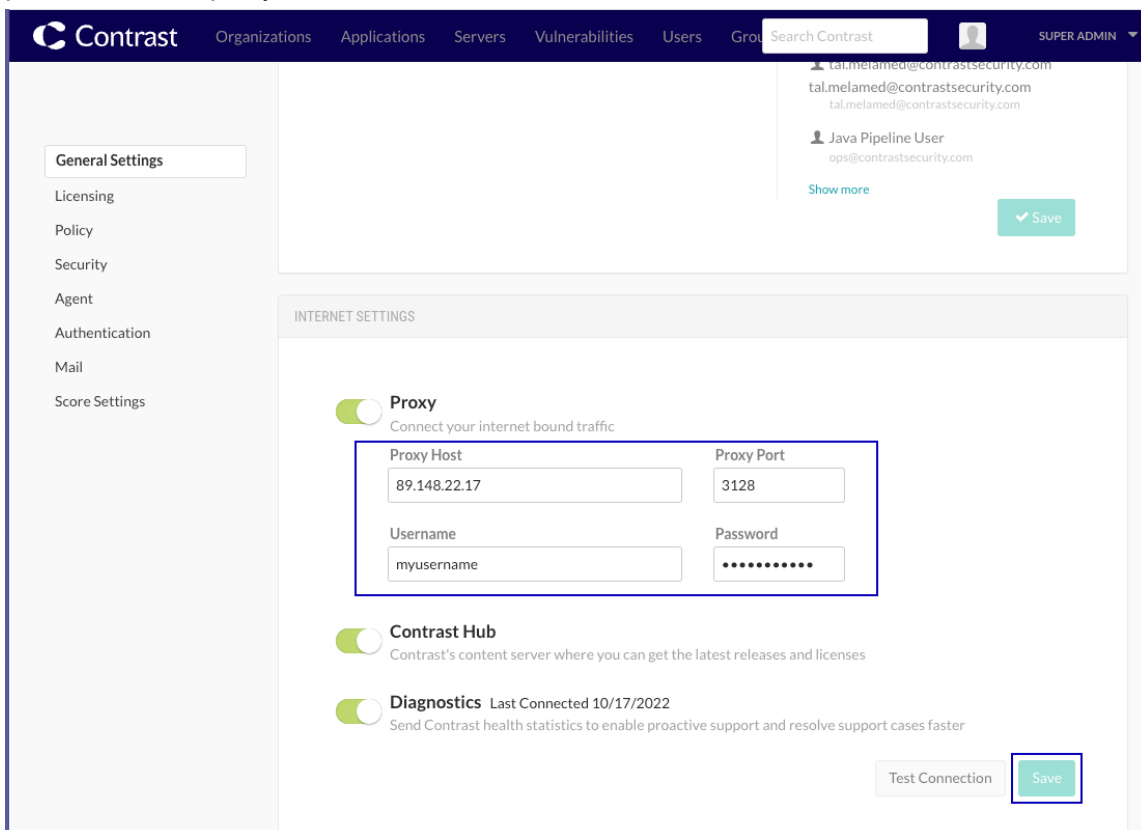 Contrast Organizations Applications Servers Vulnerabilities Users Grou Search Contrast SUPER ADMIN
tal.melamed@contrastsecurity.com
tal.melamed@contrastsecurity.com
tal.melamed@contrastsecurity.com
Java Pipeline User
ops@contrastsecurity.com
Show more
Save
General Settings
Licensing
Policy
Security
Agent
Authentication
Mail
Score Settings
INTERNET SETTINGS
Proxy
Connect your internet bound traffic
Proxy Host Proxy Port
89.148.22.17 3128
Username Password
myusername •••••••••••
Contrast Hub
Contrast's content server where you can get the latest releases and licenses
Diagnostics Last Connected 10/17/2022
Send Contrast health statistics to enable proactive support and resolve support cases faster
Test Connection Save